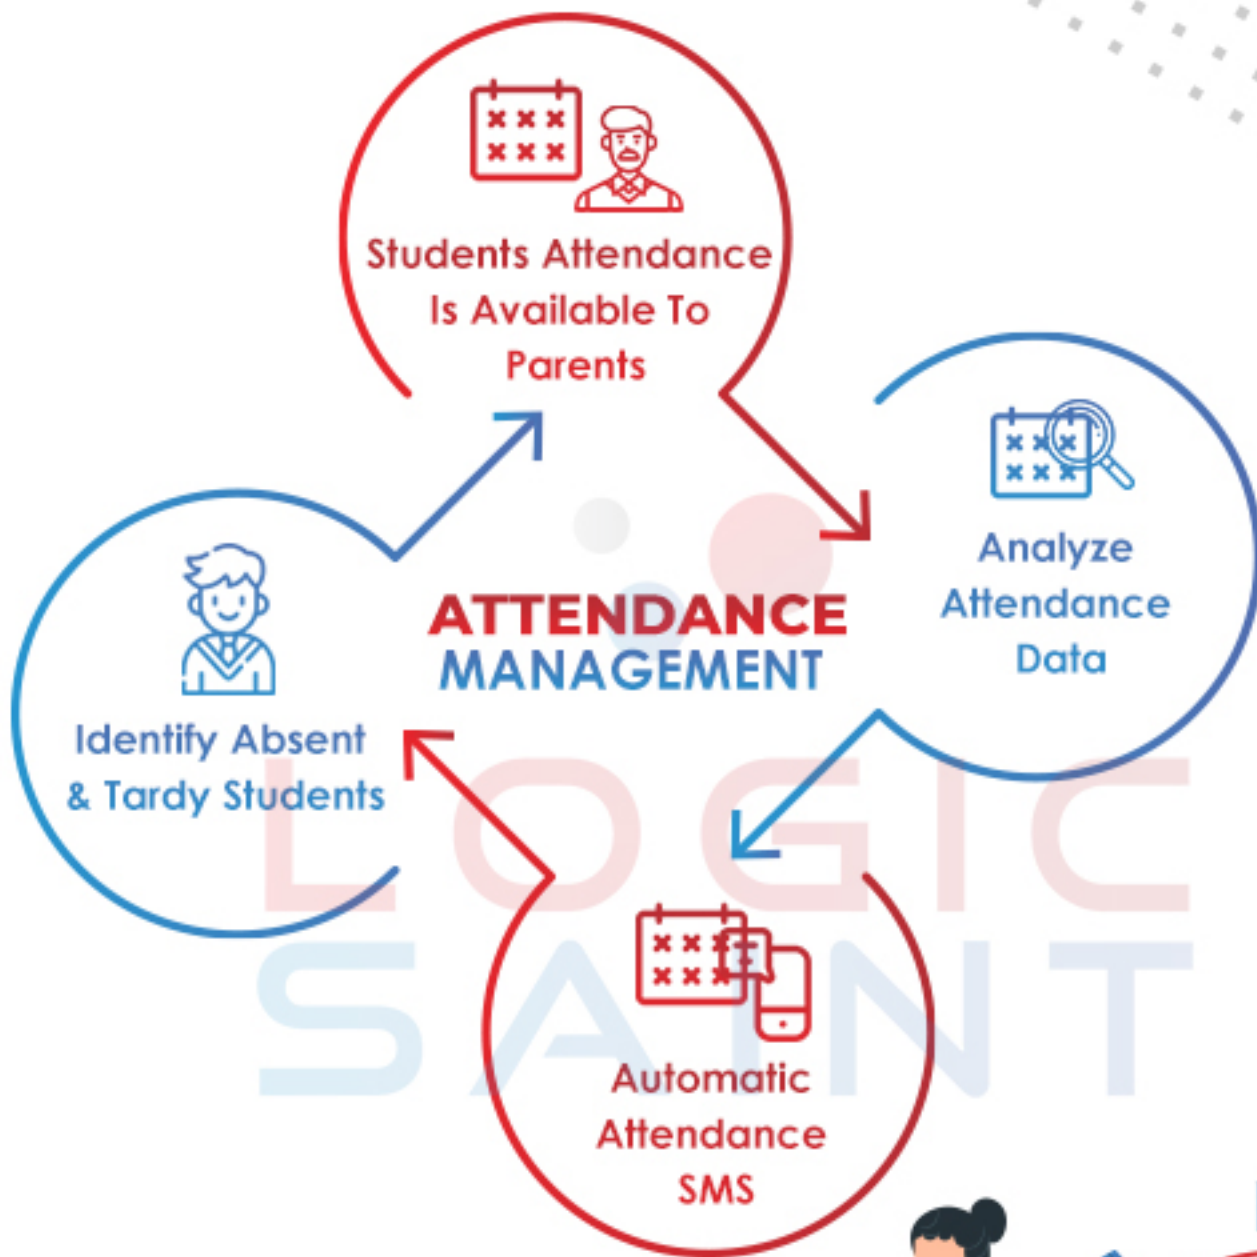 Students Attendance
Is Available To
Parents
Analyze
Attendance
Data
ATTENDANCE
MANAGEMENT
Identify Absent
& Tardy Students
LOGIC
SAINT
Automatic
Attendance
SMS